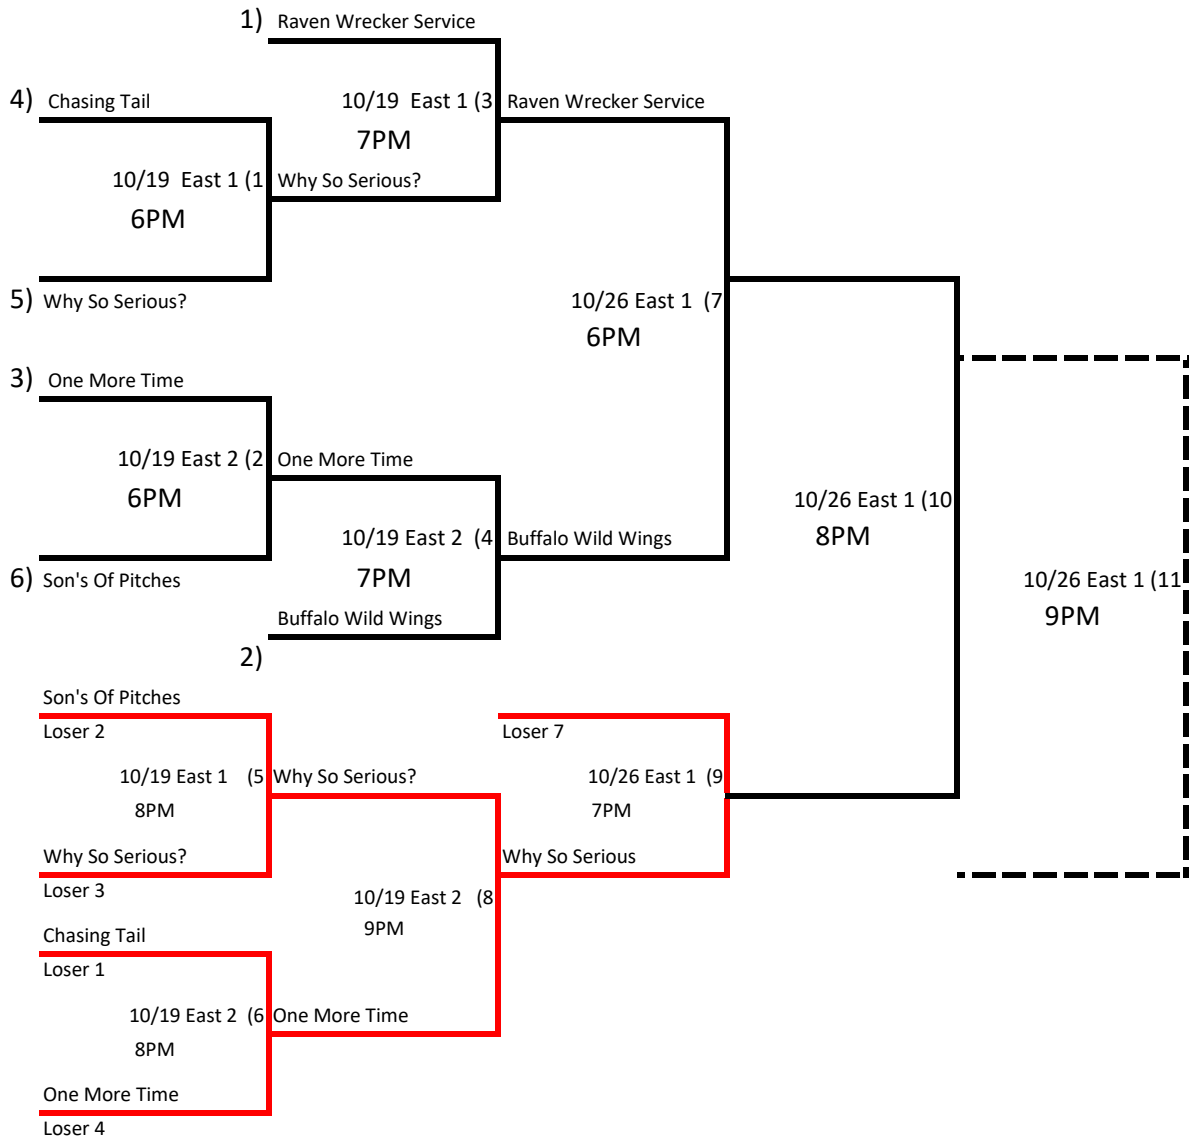 1) Raven Wrecker Service
4) Chasing Tail
10/19  East 1 (3
Raven Wrecker Service
7PM
10/19  East 1 (1
Why So Serious?
6PM
5) Why So Serious?
10/26 East 1  (7
6PM
3) One More Time
10/19 East 2 (2
One More Time
6PM
10/26 East 1 (10
8PM
10/19 East 2  (4
Buffalo Wild Wings
7PM
6) Son's Of Pitches
10/26 East 1 (11
9PM
Buffalo Wild Wings
2)
Son's Of Pitches
Loser 2
Loser 7
10/19 East 1   (5
Why So Serious?
8PM
10/26 East 1  (9
7PM
Why So Serious?
Loser 3
Why So Serious
10/19 East 2   (8
9PM
Chasing Tail
Loser 1
10/19 East 2  (6
One More Time
8PM
One More Time
Loser 4